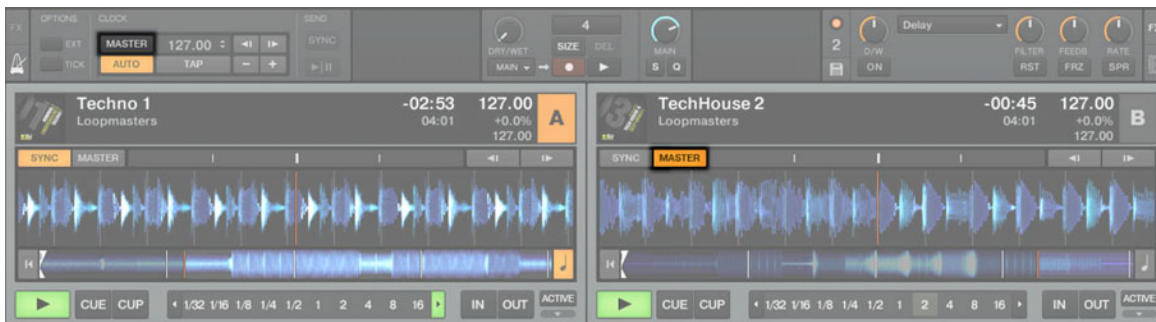 FX OPTIONS CLOCK SEND
EXT MASTER 127.00 SYNC
TICK AUTO TAP − +
4
DRY/WET SIZE DEL MAIN
MAIN S Q
2 D/W Delay FILTER FEEDB RATE
ON RST FRZ SPR
Techno 1 -02:53 127.00 A
Loopmasters 04:01 +0.0%
127.00
SYNC MASTER
CUE CUP 1/32 1/16 1/8 1/4 1/2 1 2 4 8 16 IN OUT ACTIVE
TechHouse 2 -00:45 127.00 B
Loopmasters 04:01 +0.0%
127.00
SYNC MASTER
CUE CUP 1/32 1/16 1/8 1/4 1/2 1 2 4 8 16 IN OUT ACTIVE